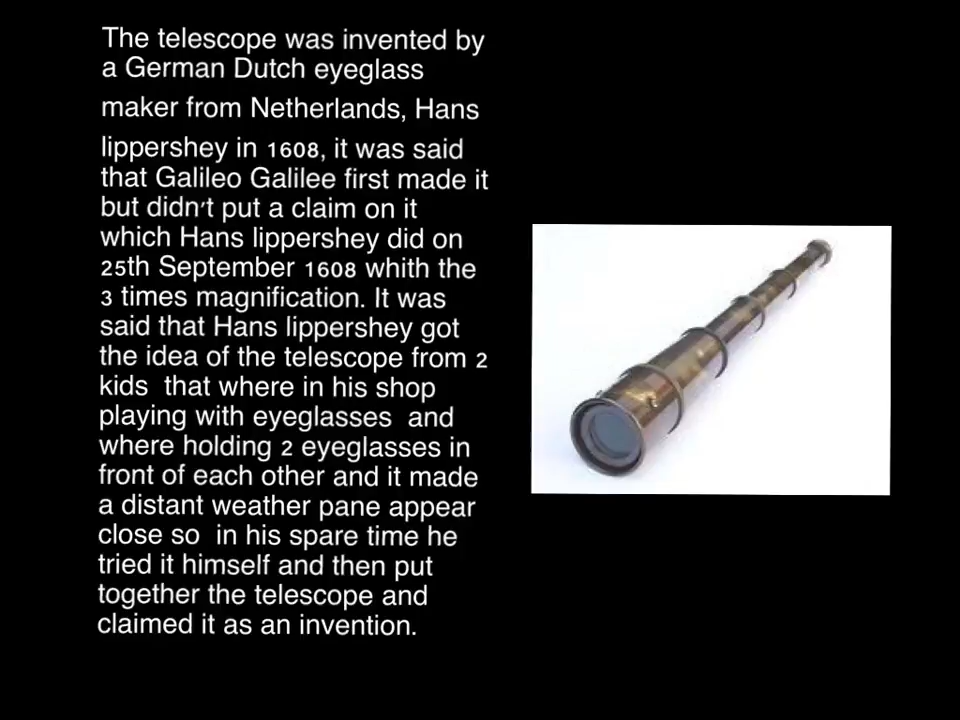 The telescope was invented by
a German Dutch eyeglass
maker from Netherlands, Hans
lippershey in 1608, it was said
that Galileo Galilee first made it
but didn't put a claim on it
which Hans lippershey did on
25th September 1608 whith the
3 times magnification. It was
said that Hans lippershey got
the idea of the telescope from 2
kids  that where in his shop
playing with eyeglasses  and
where holding 2 eyeglasses in
front of each other and it made
a distant weather pane appear
close so  in his spare time he
tried it himself and then put
together the telescope and
claimed it as an invention.